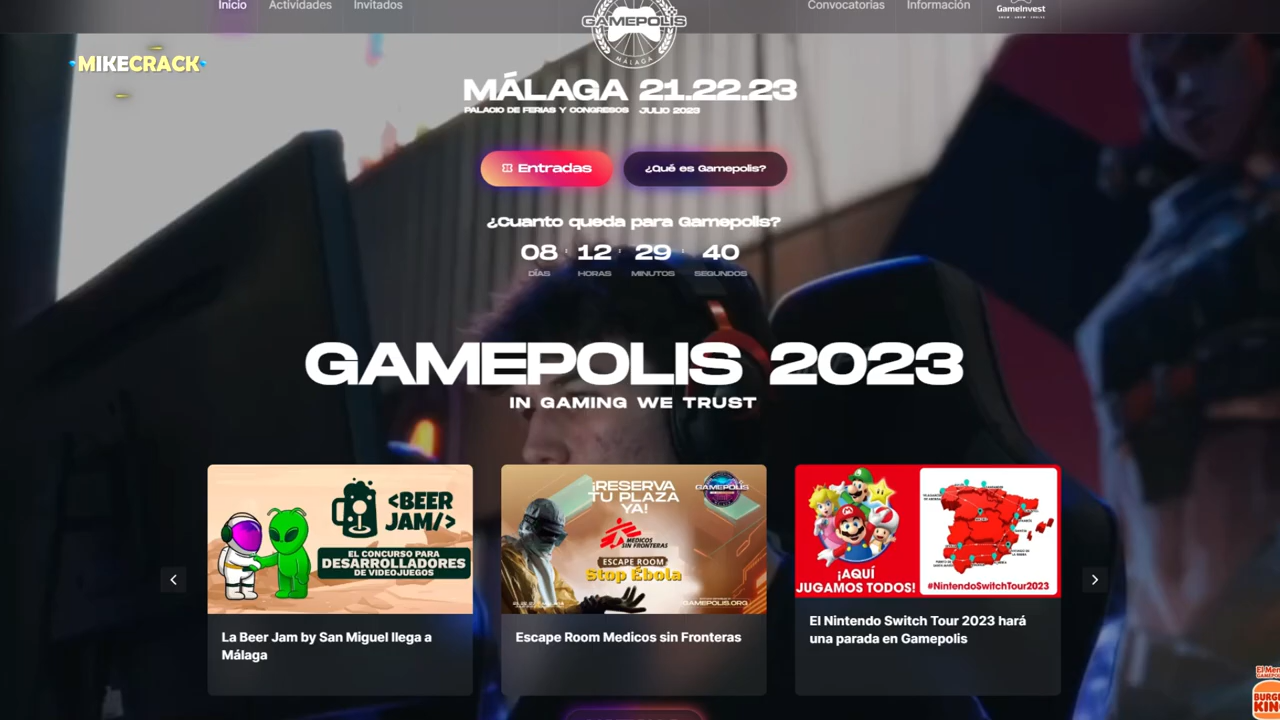 Inicio
Actividades
Invitados
Convocatorias
Información
GameInvest
GAMEPOLIS
MÁLAGA
MIKECRACK
MÁLAGA 21.22.23
PALACIO DE FERIAS Y CONGRESOS JULIO 2023
Entradas
¿Qué es Gamepolis?
¿Cuanto queda para Gamepolis?
08 : 12 : 29 : 40
DÍAS HORAS MINUTOS SEGUNDOS
GAMEPOLIS 2023
IN GAMING WE TRUST
<BEER
JAM/>
EL CONCURSO PARA
DESARROLLADORES
DE VIDEOJUEGOS
La Beer Jam by San Miguel llega a
Málaga
¡RESERVA
TU PLAZA
YA!
GAMEPOLIS
MEDICOS
SIN FRONTERAS
ESCAPE ROOM
Stop Ébola
GAMEPOLIS.ORG
Escape Room Medicos sin Fronteras
¡AQUÍ
JUGAMOS TODOS!
#NintendoSwitchTour2023
El Nintendo Switch Tour 2023 hará
una parada en Gamepolis